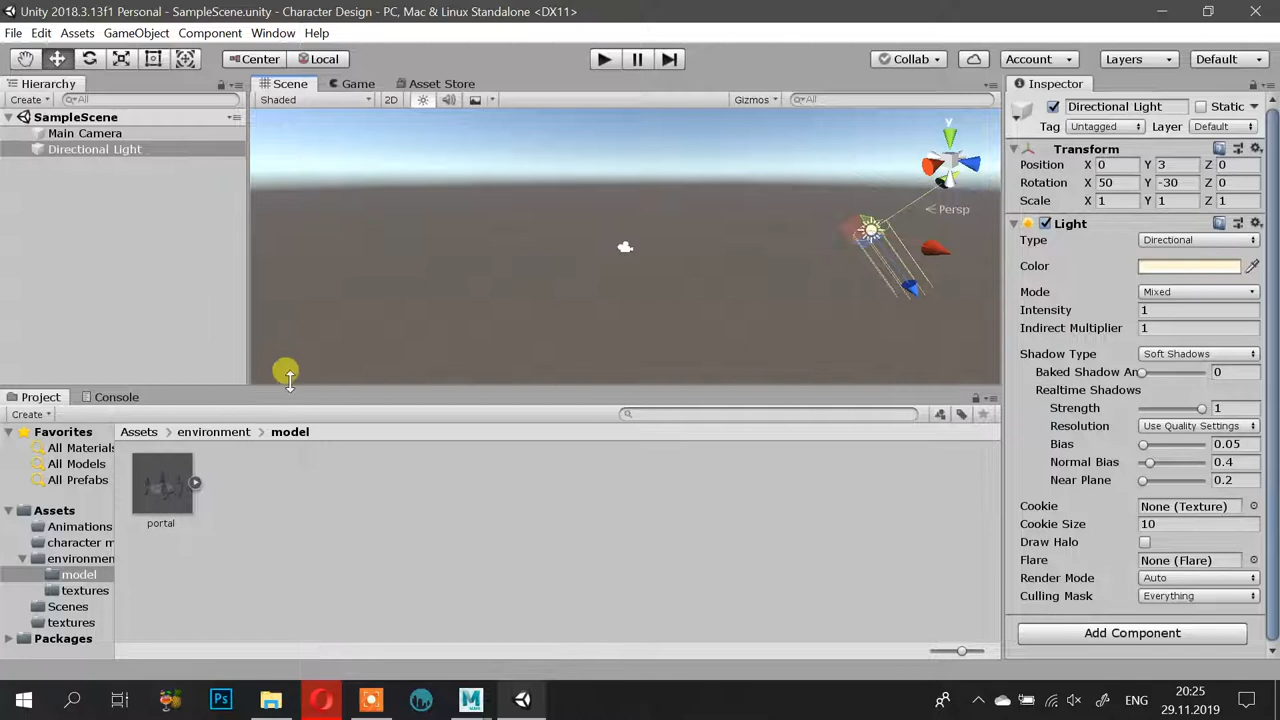 Unity 2018.3.13f1 Personal - SampleScene.unity - Character Design - PC, Mac & Linux Standalone <DX11>
File Edit Assets GameObject Component Window Help
Center Local Collab Account Layers Default
Hierarchy Scene Game Asset Store Inspector
Create All Shaded 2D Gizmos All
SampleScene
Main Camera
Directional Light
y
Persp
Directional Light Static
Tag Untagged Layer Default
Transform
Position X 0 Y 3 Z 0
Rotation X 50 Y -30 Z 0
Scale X 1 Y 1 Z 1
Light
Type Directional
Color
Mode Mixed
Intensity 1
Indirect Multiplier 1
Shadow Type Soft Shadows
Baked Shadow An 0
Realtime Shadows
Strength 1
Resolution Use Quality Settings
Bias 0.05
Normal Bias 0.4
Near Plane 0.2
Cookie None (Texture)
Cookie Size 10
Draw Halo
Flare None (Flare)
Render Mode Auto
Culling Mask Everything
Add Component
Project Console
Create
Favorites
All Materials
All Models
All Prefabs
Assets
Animations
character m
environmen
model
textures
Scenes
textures
Packages
Assets environment model
portal
Ps
ENG
20:25
29.11.2019